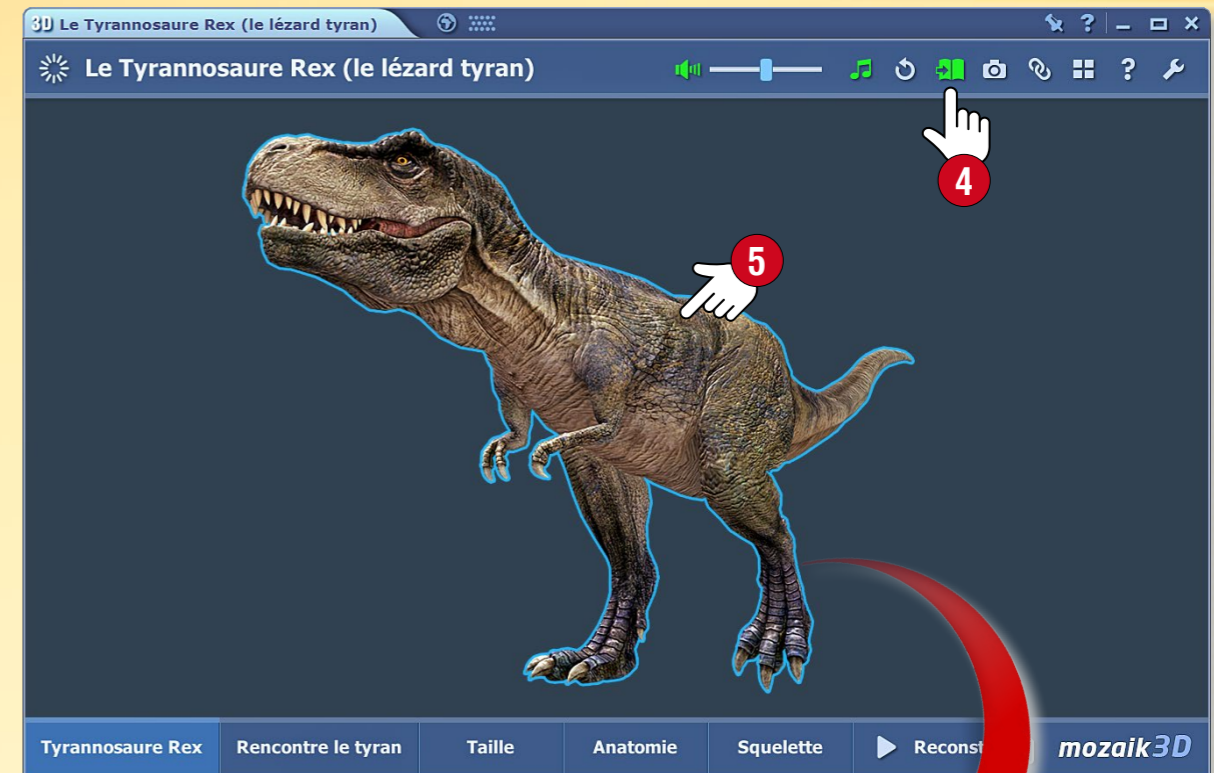 3D Le Tyrannosaure Rex (le lézard tyran)
Le Tyrannosaure Rex (le lézard tyran)
4
5
Tyrannosaure Rex Rencontre le tyran Taille Anatomie Squelette mozaik3D